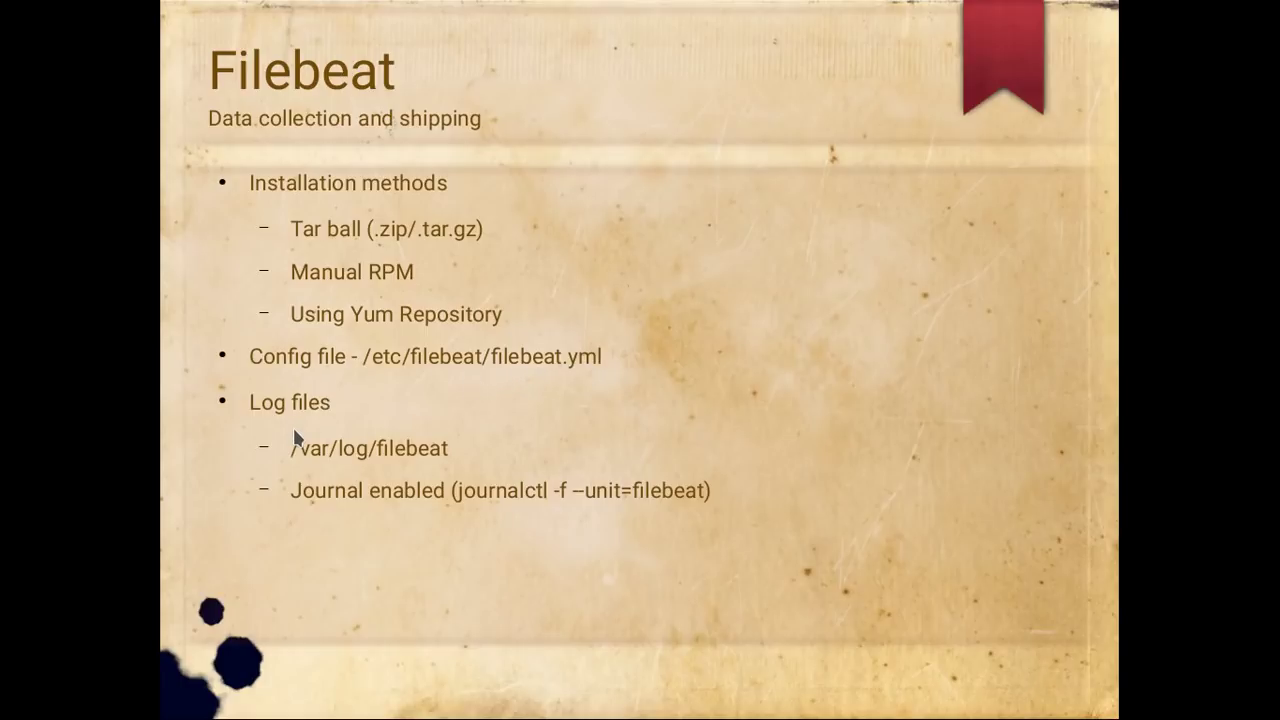 Filebeat
Data collection and shipping
• Installation methods
– Tar ball (.zip/.tar.gz)
– Manual RPM
– Using Yum Repository
• Config file - /etc/filebeat/filebeat.yml
• Log files
– /var/log/filebeat
– Journal enabled (journalctl -f –unit=filebeat)